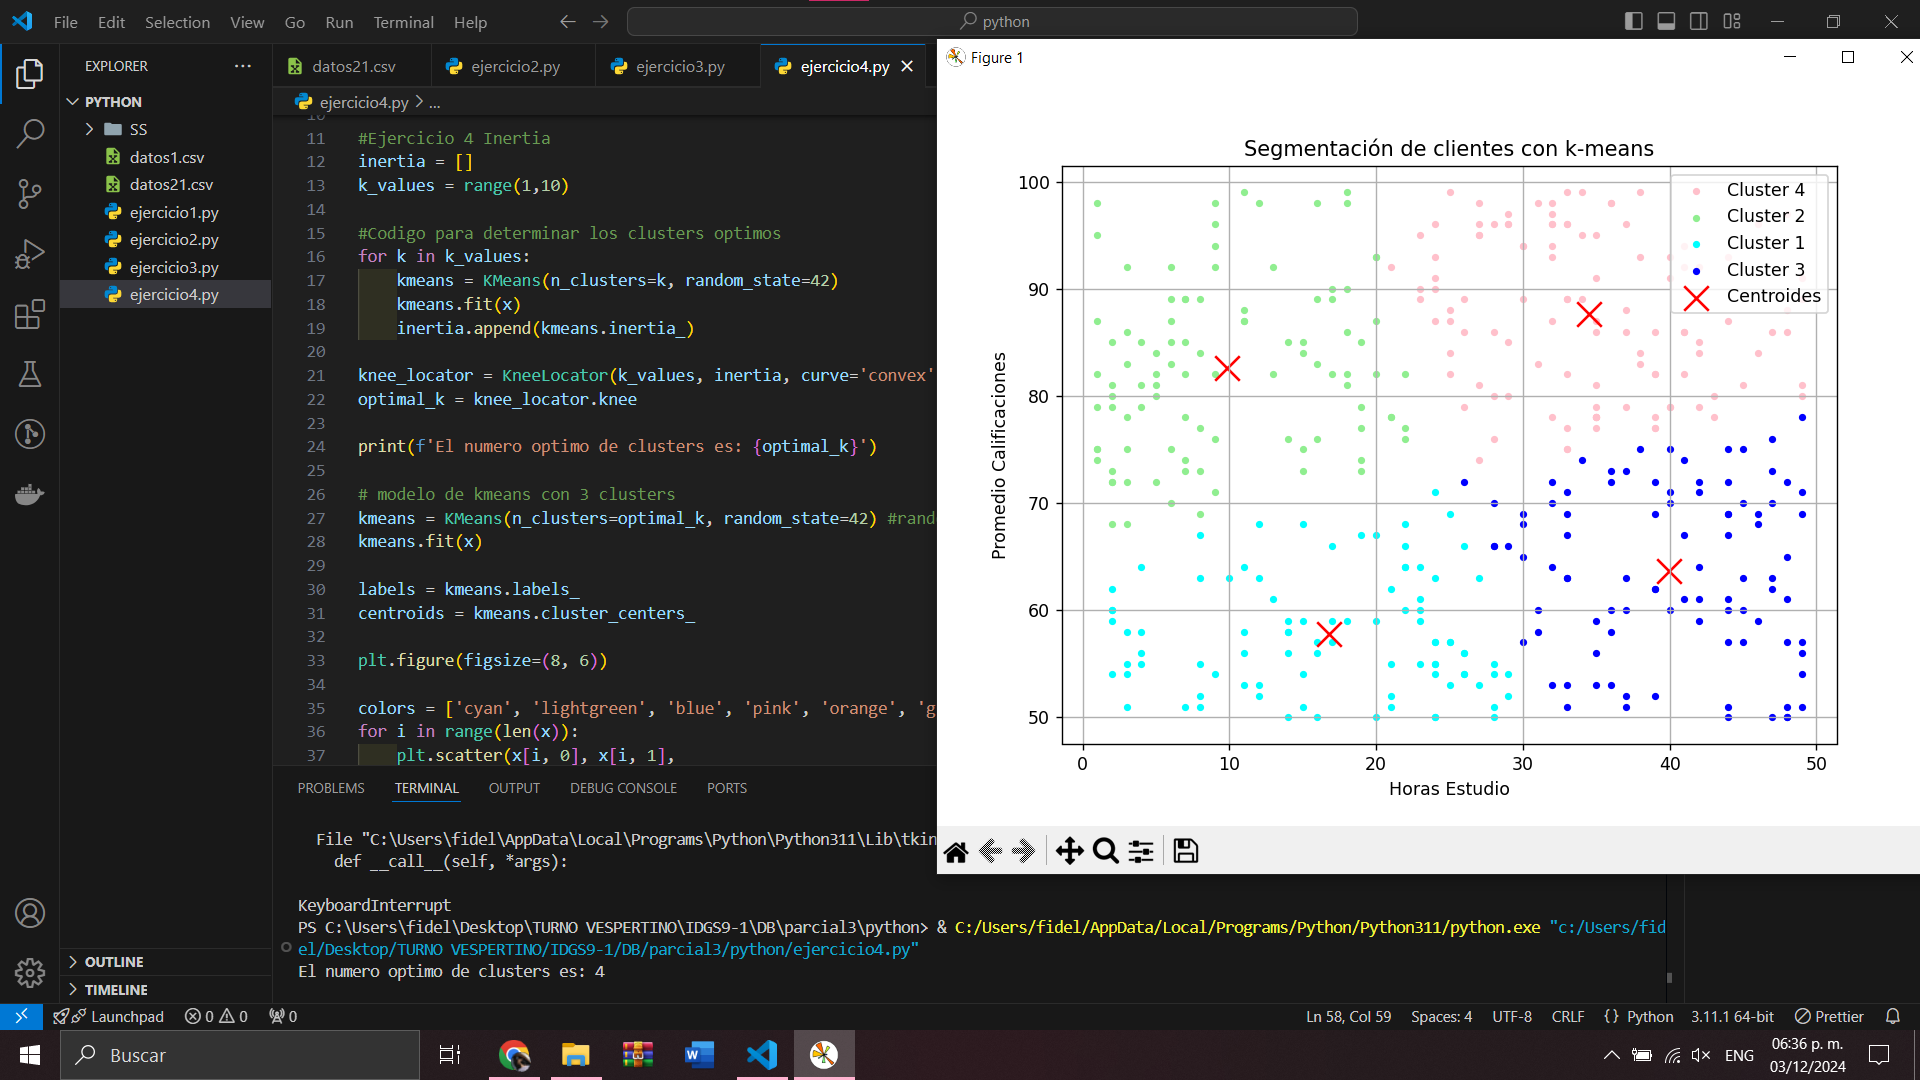 File Edit Selection View Go Run Terminal Help
python
EXPLORER
PYTHON
SS
datos1.csv
datos21.csv
ejercicio1.py
ejercicio2.py
ejercicio3.py
ejercicio4.py
OUTLINE
TIMELINE
datos21.csv ejercicio2.py ejercicio3.py ejercicio4.py
ejercicio4.py > ...
10
11 #Ejercicio 4 Inertia
12 inertia = []
13 k_values = range(1,10)
14
15 #Codigo para determinar los clusters optimos
16 for k in k_values:
17 kmeans = KMeans(n_clusters=k, random_state=42)
18 kmeans.fit(x)
19 inertia.append(kmeans.inertia_)
20
21 knee_locator = KneeLocator(k_values, inertia, curve='convex'
22 optimal_k = knee_locator.knee
23
24 print(f'El numero optimo de clusters es: {optimal_k}')
25
26 # modelo de kmeans con 3 clusters
27 kmeans = KMeans(n_clusters=optimal_k, random_state=42) #rand
28 kmeans.fit(x)
29
30 labels = kmeans.labels_
31 centroids = kmeans.cluster_centers_
32
33 plt.figure(figsize=(8, 6))
34
35 colors = ['cyan', 'lightgreen', 'blue', 'pink', 'orange', 'g
36 for i in range(len(x)):
37 plt.scatter(x[i, 0], x[i, 1],
PROBLEMS TERMINAL OUTPUT DEBUG CONSOLE PORTS
File "C:\Users\fidel\AppData\Local\Programs\Python\Python311\Lib\tkin
def __call__(self, *args):
KeyboardInterrupt
PS C:\Users\fidel\Desktop\TURNO VESPERTINO\IDGS9-1\DB\parcial3\python> & C:/Users/fidel/AppData/Local/Programs/Python/Python311/python.exe "c:/Users/fid
el/Desktop/TURNO VESPERTINO/IDGS9-1/DB/parcial3/python/ejercicio4.py"
El numero optimo de clusters es: 4
Figure 1
Segmentación de clientes con k-means
Cluster 4
Cluster 2
Cluster 1
Cluster 3
Centroides
Promedio Calificaciones
100
90
80
70
60
50
0 10 20 30 40 50
Horas Estudio
Launchpad 0 0 0
Ln 58, Col 59 Spaces: 4 UTF-8 CRLF {} Python 3.11.1 64-bit Prettier
Buscar
W
ENG
06:36 p. m.
03/12/2024